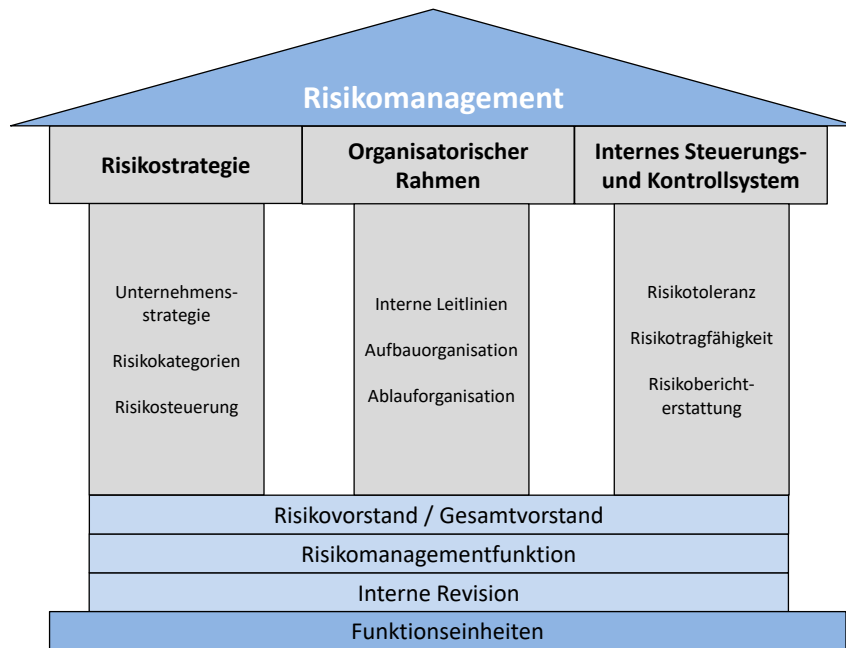 Risikomanagement
Risikostrategie
Organisatorischer
Rahmen
Internes Steuerungs-
und Kontrollsystem
Unternehmens-
strategie
Risikokategorien
Risikosteuerung
Interne Leitlinien
Aufbauorganisation
Ablauforganisation
Risikotoleranz
Risikotragfähigkeit
Risikobericht-
erstattung
Risikovorstand / Gesamtvorstand
Risikomanagementfunktion
Interne Revision
Funktionseinheiten